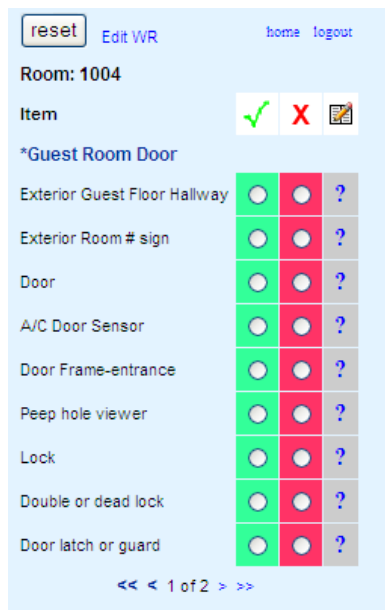 reset Edit WR home logout
Room: 1004
Item X
*Guest Room Door
Exterior Guest Floor Hallway ?
Exterior Room # sign ?
Door ?
A/C Door Sensor ?
Door Frame-entrance ?
Peep hole viewer ?
Lock ?
Double or dead lock ?
Door latch or guard ?
<< < 1 of 2 > >>